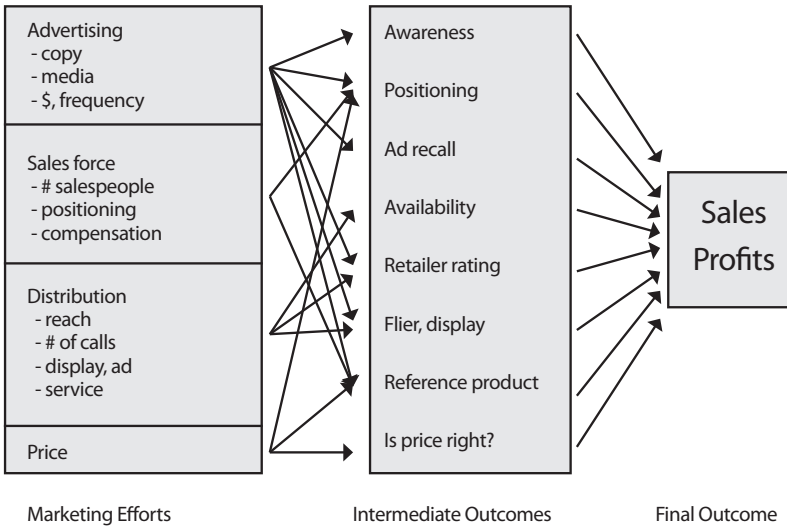 Advertising
- copy
- media
- $, frequency
Sales force
- # salespeople
- positioning
- compensation
Distribution
- reach
- # of calls
- display, ad
- service
Price
Awareness
Positioning
Ad recall
Availability
Retailer rating
Flier, display
Reference product
Is price right?
Sales
Profits
Marketing Efforts
Intermediate Outcomes
Final Outcome